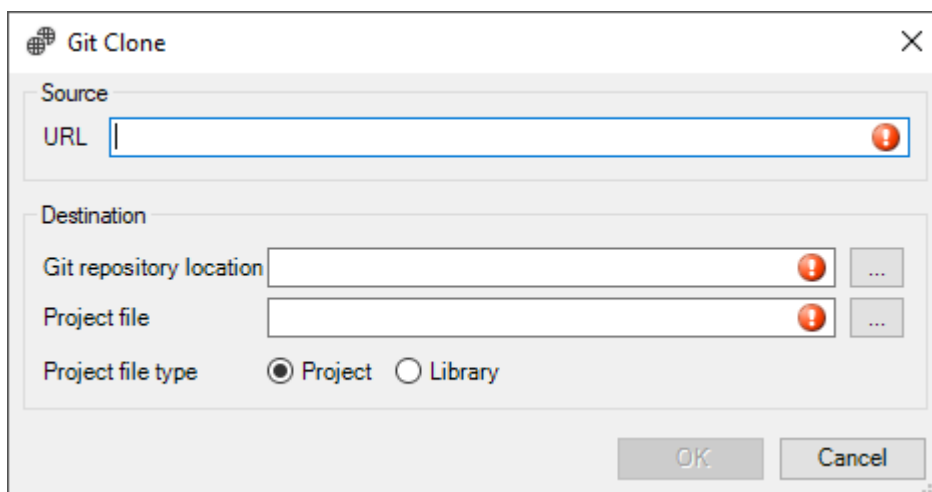 Git Clone
Source
URL
Destination
Git repository location
...
Project file
...
Project file type
Project
Library
OK
Cancel